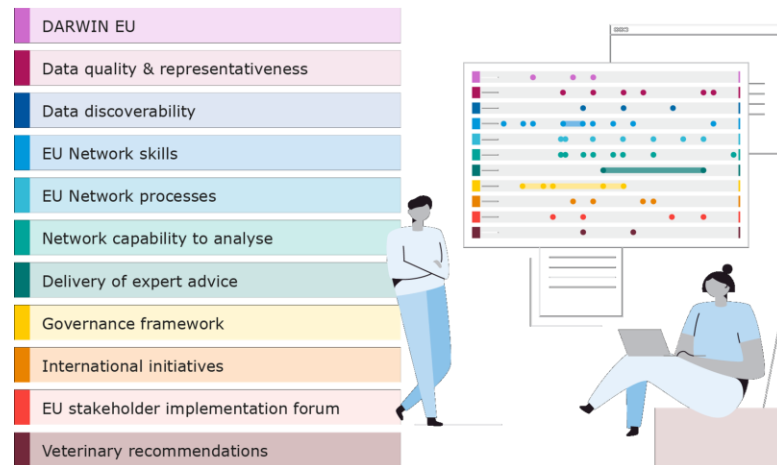 DARWIN EU
Data quality & representativeness
Data discoverability
EU Network skills
EU Network processes
Network capability to analyse
Delivery of expert advice
Governance framework
International initiatives
EU stakeholder implementation forum
Veterinary recommendations